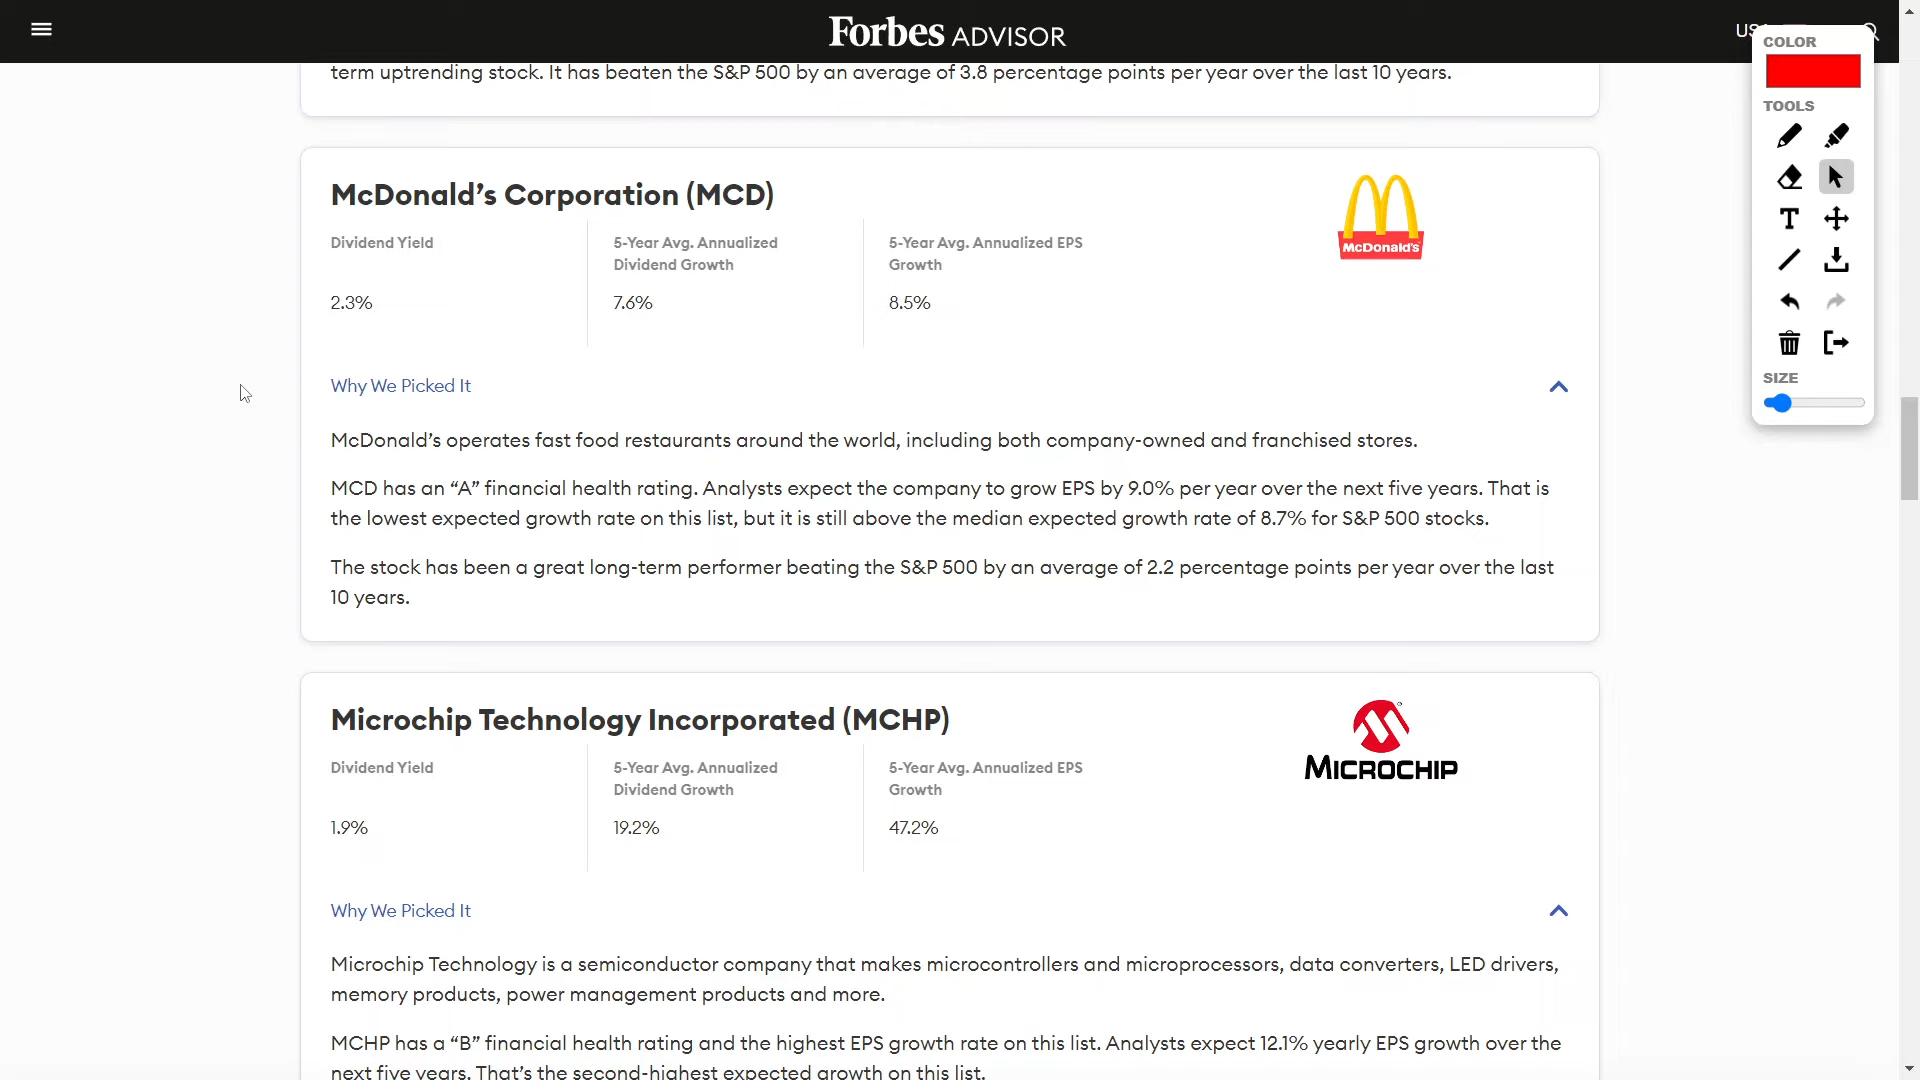 Forbes ADVISOR
COLOR
term uptrending stock. It has beaten the S&P 500 by an average of 3.8 percentage points per year over the last 10 years.
TOOLS
McDonald’s Corporation (MCD)
McDonald's
Dividend Yield
5-Year Avg. Annualized
Dividend Growth
5-Year Avg. Annualized EPS
Growth
2.3%
7.6%
8.5%
SIZE
Why We Picked It
McDonald’s operates fast food restaurants around the world, including both company-owned and franchised stores.
MCD has an “A” financial health rating. Analysts expect the company to grow EPS by 9.0% per year over the next five years. That is
the lowest expected growth rate on this list, but it is still above the median expected growth rate of 8.7% for S&P 500 stocks.
The stock has been a great long-term performer beating the S&P 500 by an average of 2.2 percentage points per year over the last
10 years.
Microchip Technology Incorporated (MCHP)
MICROCHIP
Dividend Yield
5-Year Avg. Annualized
Dividend Growth
5-Year Avg. Annualized EPS
Growth
1.9%
19.2%
47.2%
Why We Picked It
Microchip Technology is a semiconductor company that makes microcontrollers and microprocessors, data converters, LED drivers,
memory products, power management products and more.
MCHP has a “B” financial health rating and the highest EPS growth rate on this list. Analysts expect 12.1% yearly EPS growth over the
next five years. That’s the second-highest expected growth on this list.